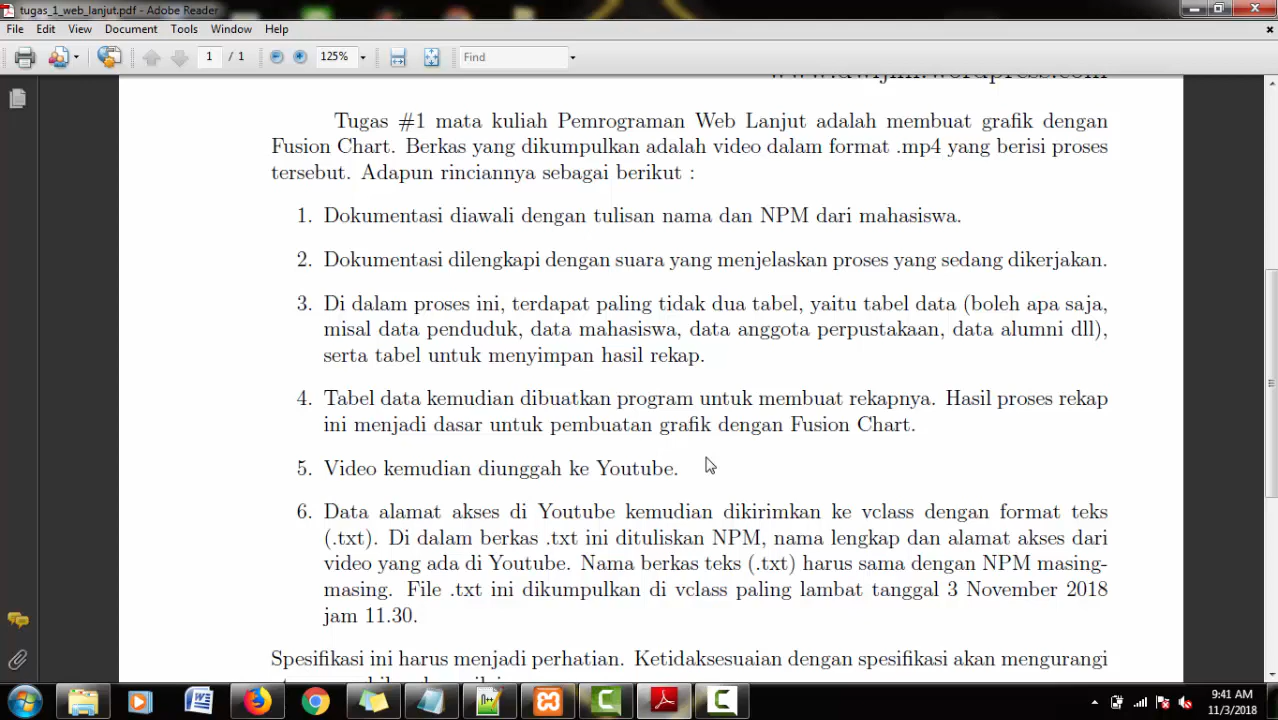 tugas_1_web_lanjut.pdf - Adobe Reader
File Edit View Document Tools Window Help
1 / 1 125% Find
Tugas #1 mata kuliah Pemrograman Web Lanjut adalah membuat grafik dengan
Fusion Chart. Berkas yang dikumpulkan adalah video dalam format .mp4 yang berisi proses
tersebut. Adapun rinciannya sebagai berikut :
1. Dokumentasi diawali dengan tulisan nama dan NPM dari mahasiswa.
2. Dokumentasi dilengkapi dengan suara yang menjelaskan proses yang sedang dikerjakan.
3. Di dalam proses ini, terdapat paling tidak dua tabel, yaitu tabel data (boleh apa saja,
misal data penduduk, data mahasiswa, data anggota perpustakaan, data alumni dll),
serta tabel untuk menyimpan hasil rekap.
4. Tabel data kemudian dibuatkan program untuk membuat rekapnya. Hasil proses rekap
ini menjadi dasar untuk pembuatan grafik dengan Fusion Chart.
5. Video kemudian diunggah ke Youtube.
6. Data alamat akses di Youtube kemudian dikirimkan ke vclass dengan format teks
(.txt). Di dalam berkas .txt ini dituliskan NPM, nama lengkap dan alamat akses dari
video yang ada di Youtube. Nama berkas teks (.txt) harus sama dengan NPM masing-
masing. File .txt ini dikumpulkan di vclass paling lambat tanggal 3 November 2018
jam 11.30.
Spesifikasi ini harus menjadi perhatian. Ketidaksesuaian dengan spesifikasi akan mengurangi
9:41 AM
11/3/2018